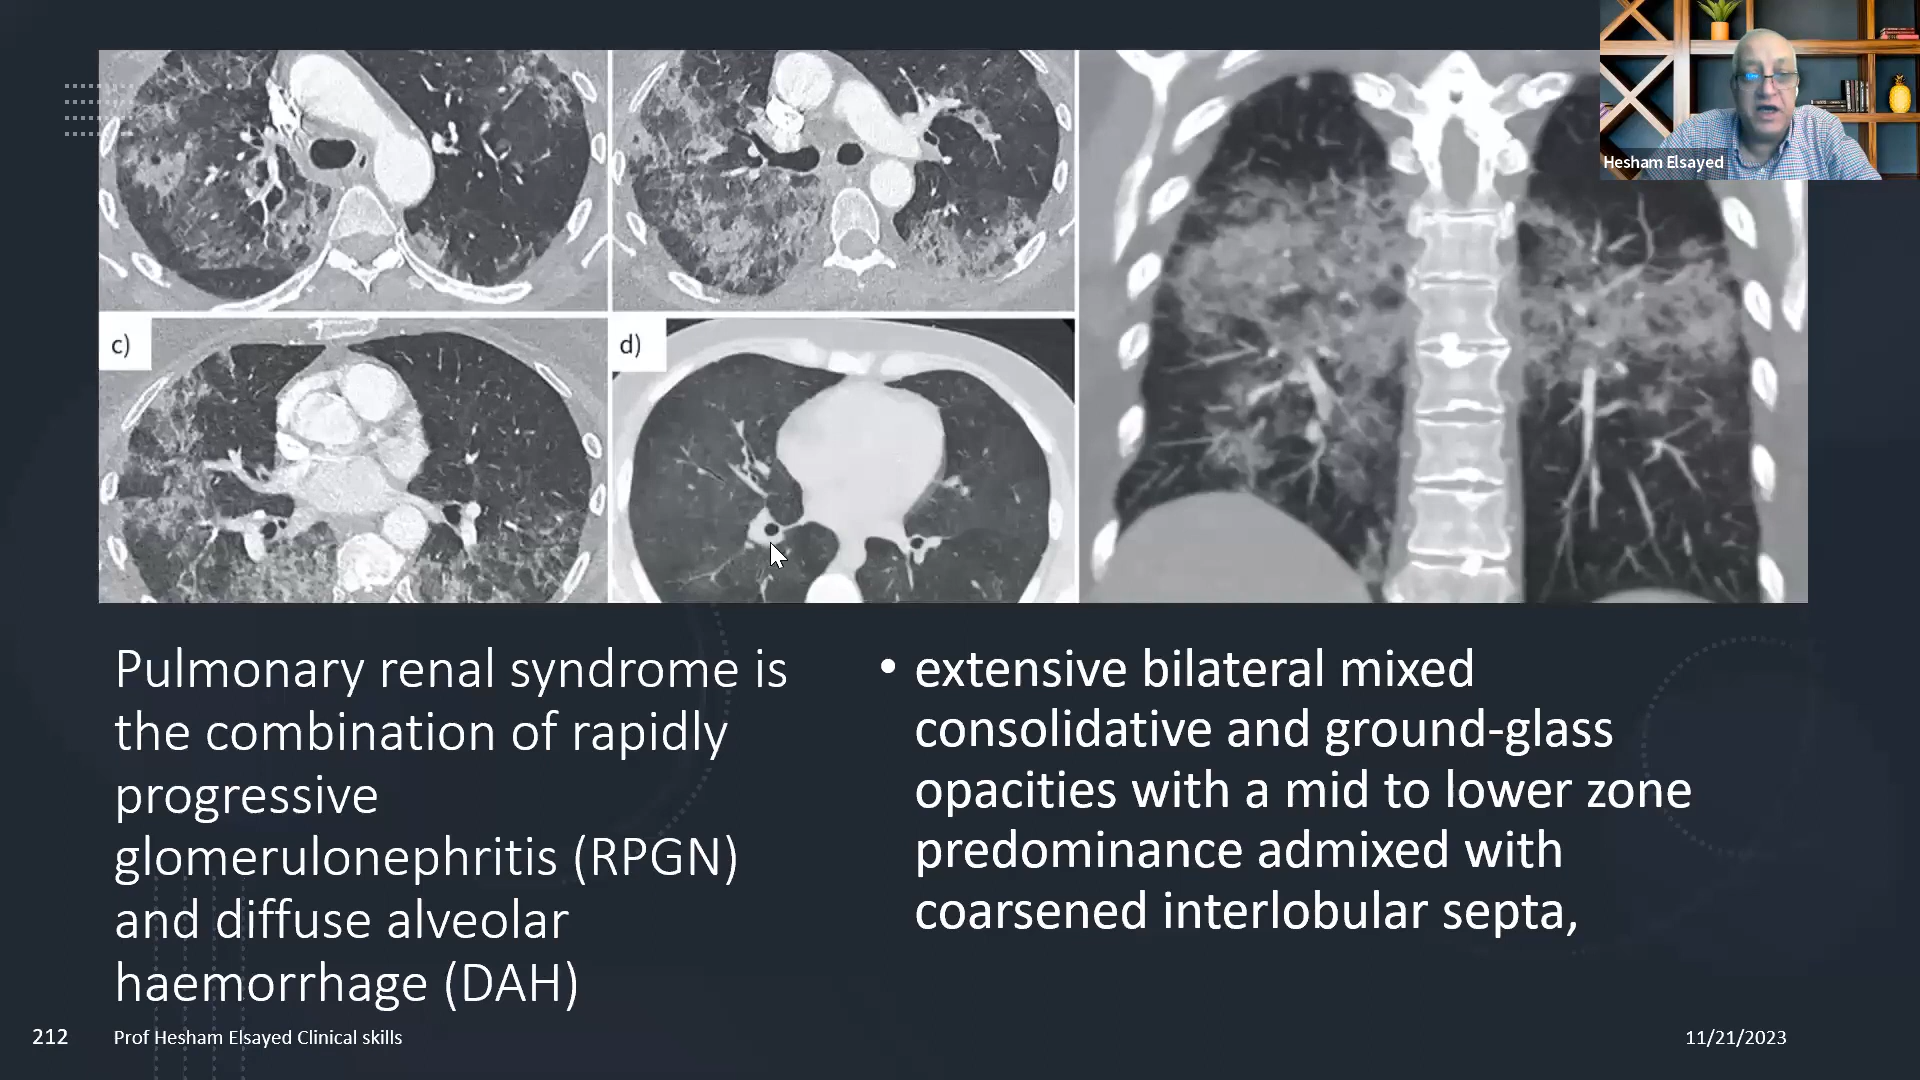 Hesham Elsayed
c)
d)
Pulmonary renal syndrome is
the combination of rapidly
progressive
glomerulonephritis (RPGN)
and diffuse alveolar
haemorrhage (DAH)
• extensive bilateral mixed
consolidative and ground-glass
opacities with a mid to lower zone
predominance admixed with
coarsened interlobular septa,
212
Prof Hesham Elsayed Clinical skills
11/21/2023